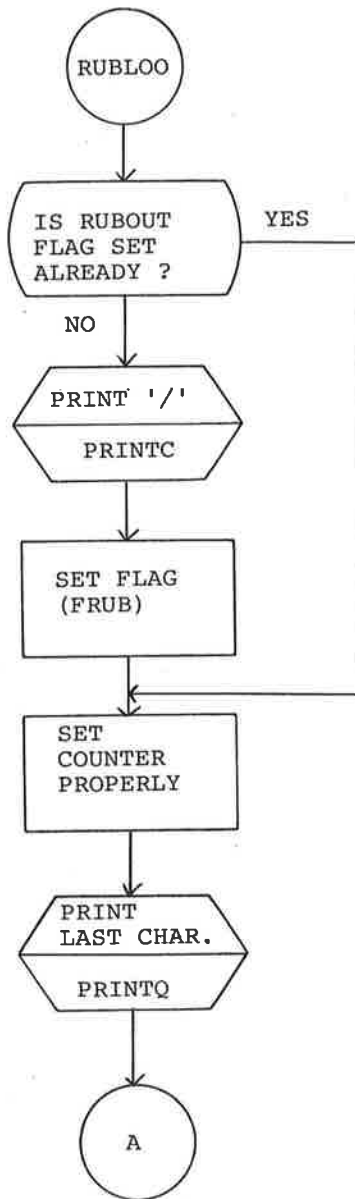 RUBLOO
IS RUBOUT
FLAG SET
ALREADY ?
YES
NO
PRINT '/'
PRINTC
SET FLAG
(FRUB)
SET
COUNTER
PROPERLY
PRINT
LAST CHAR.
PRINTQ
A